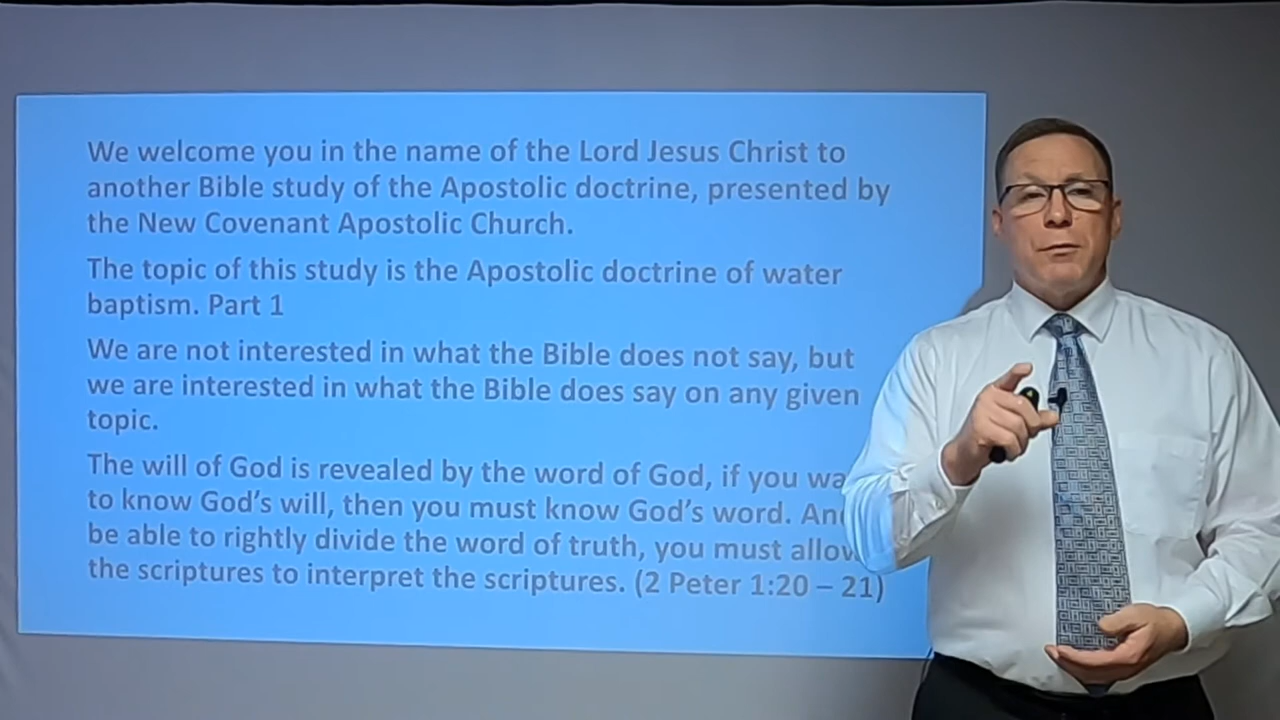 We welcome you in the name of the Lord Jesus Christ to
another Bible study of the Apostolic doctrine, presented by
the New Covenant Apostolic Church.
The topic of this study is the Apostolic doctrine of water
baptism. Part 1
We are not interested in what the Bible does not say, but
we are interested in what the Bible does say on any given
topic.
The will of God is revealed by the word of God, if you
to know God's will, then you must know God's word.
be able to rightly divide the word of truth, you must
the scriptures to interpret the scriptures. (2 Peter 1:20 – 21)